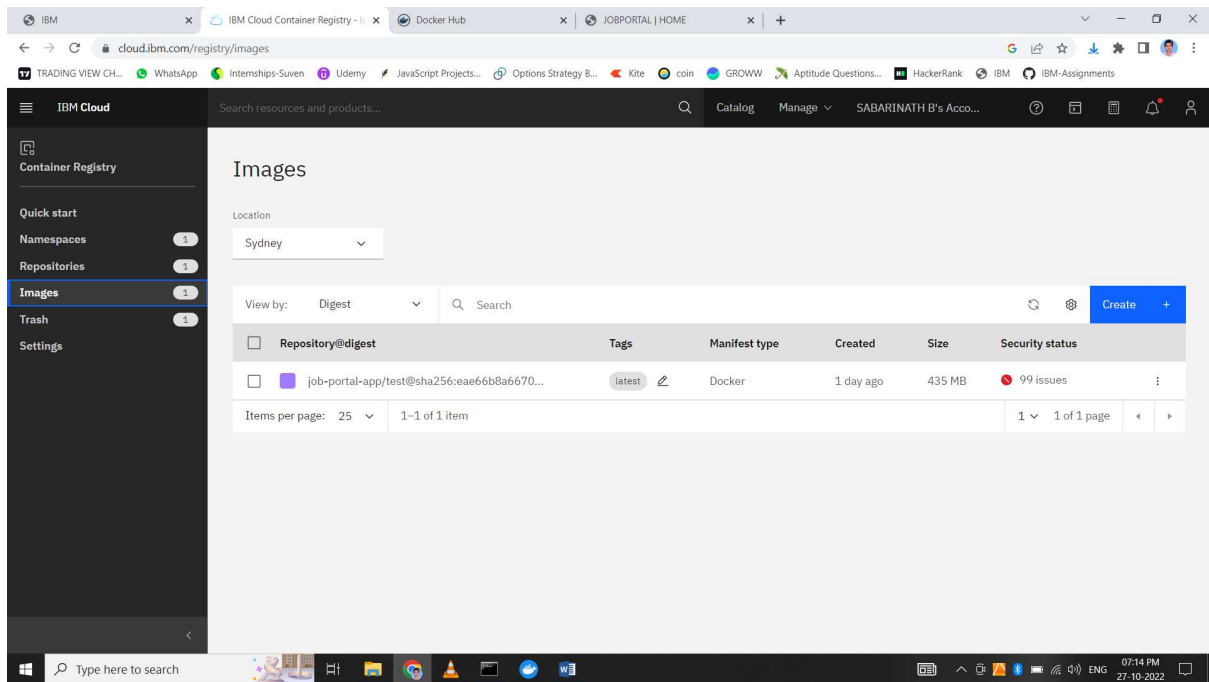 IBM
IBM Cloud Container Registry - I
Docker Hub
JOBPORTAL | HOME
cloud.ibm.com/registry/images
TRADING VIEW CH... WhatsApp Internships-Suven Udemy JavaScript Projects... Options Strategy B... Kite coin GROWW Aptitude Questions... HackerRank IBM IBM-Assignments
IBM Cloud
Search resources and products...
Catalog Manage SABARINATH B's Acco...
Container Registry
Quick start
Namespaces 1
Repositories 1
Images 1
Trash 1
Settings
Images
Location
Sydney
View by: Digest Search Create +
Repository@digest Tags Manifest type Created Size Security status
job-portal-app/test@sha256:eae66b8a6670... latest Docker 1 day ago 435 MB 99 issues
Items per page: 25 1–1 of 1 item 1 1 of 1 page
Type here to search
ENG
07:14 PM
27-10-2022